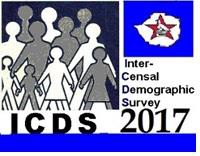 Inter-
Censal
Demographic
Survey
ICDS 2017